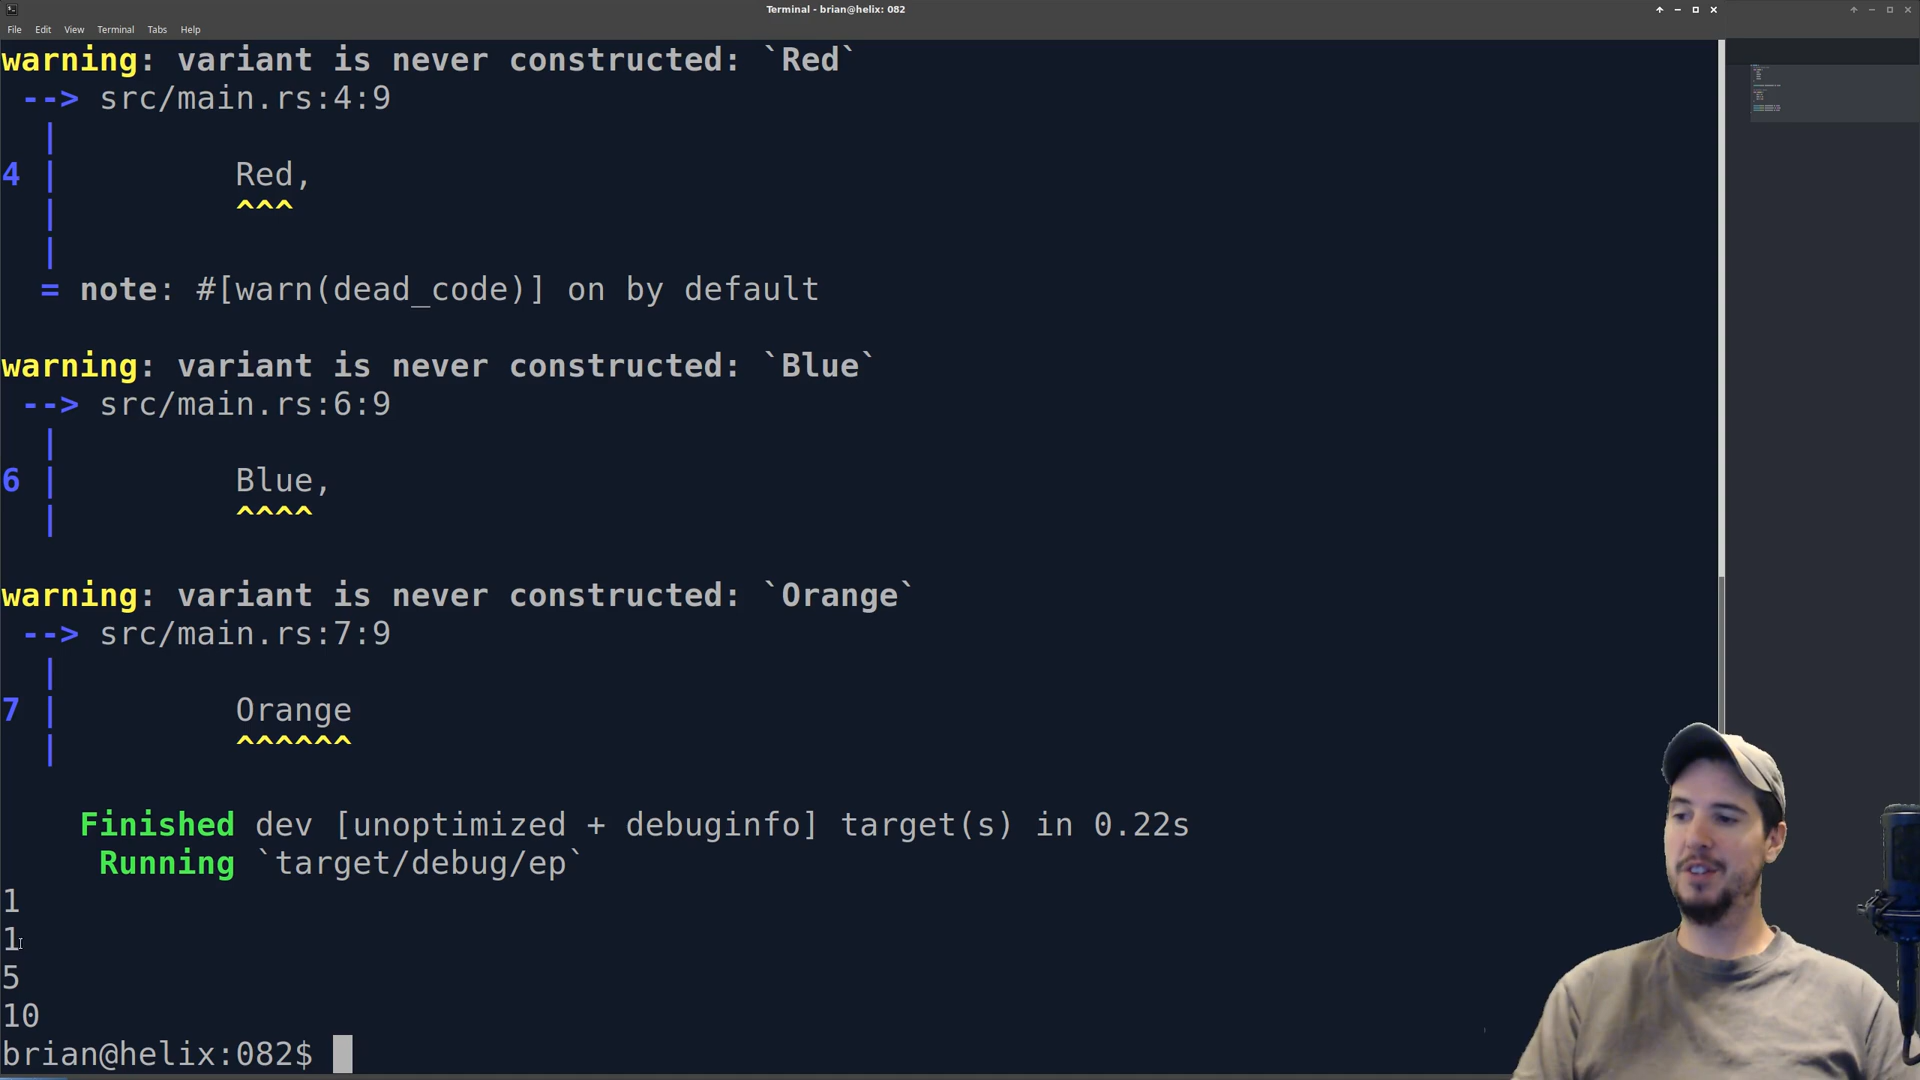 Terminal - brian@helix: 082
File Edit View Terminal Tabs Help
warning: variant is never constructed: `Red`
--> src/main.rs:4:9
|
4 | Red,
| ^^^
|
= note: #[warn(dead_code)] on by default
warning: variant is never constructed: `Blue`
--> src/main.rs:6:9
|
6 | Blue,
| ^^^^
warning: variant is never constructed: `Orange`
--> src/main.rs:7:9
|
7 | Orange
| ^^^^^^
Finished dev [unoptimized + debuginfo] target(s) in 0.22s
Running `target/debug/ep`
1
1
5
10
brian@helix:082$